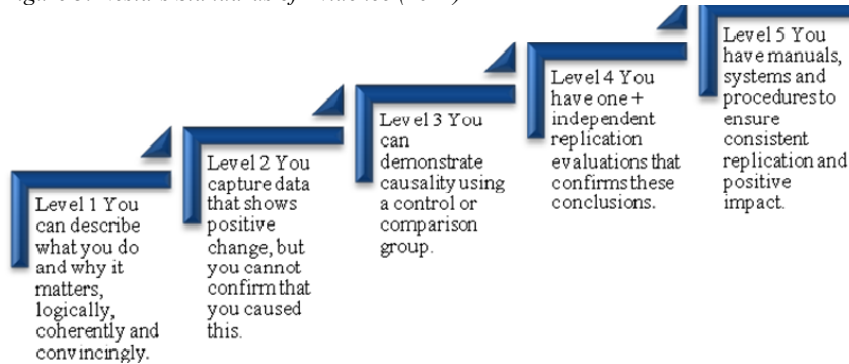 Level 1 You
can describe
what you do
and why it
matters,
logically,
coherently and
convincingly.
Level 2 You
capture data
that shows
positive
change, but
you cannot
confirm that
you caused
this.
Level 3 You
can
demonstrate
causality using
a control or
comparison
group.
Level 4 You
have one +
independent
replication
evaluations that
confirms these
conclusions.
Level 5 You
have manuals,
systems and
procedures to
ensure
consistent
replication and
positive
impact.